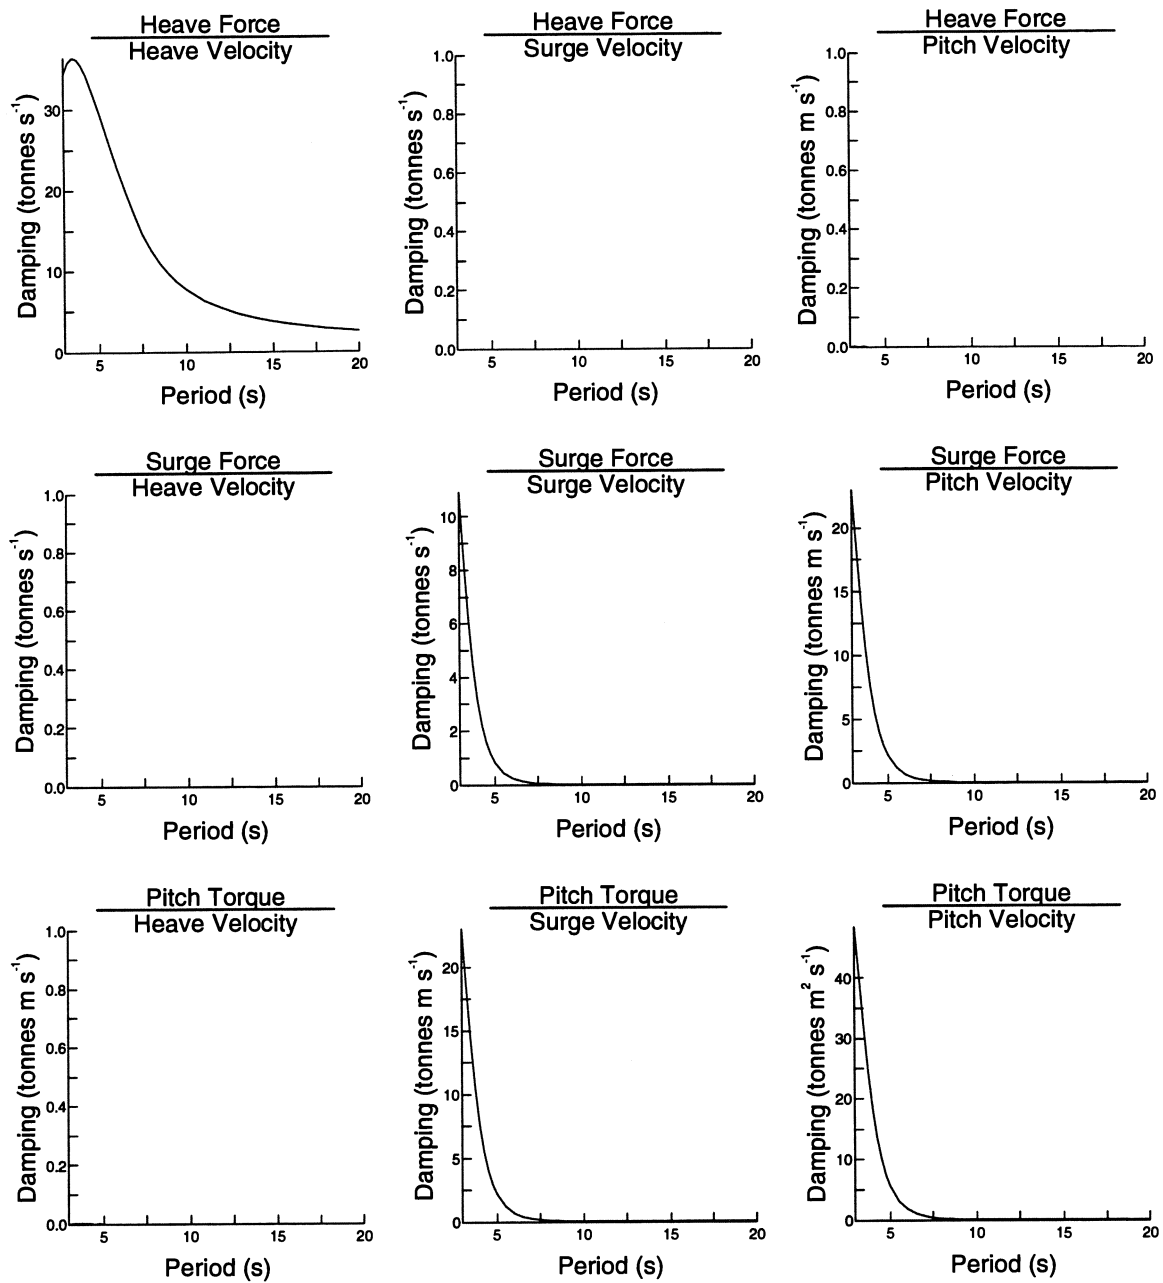 Heave Force
Heave Velocity
Damping (tonnes s⁻¹)
30
20
10
0
5 10 15 20
Period (s)
Heave Force
Surge Velocity
Damping (tonnes s⁻¹)
1.0
0.8
0.6
0.4
0.2
0.0
5 10 15 20
Period (s)
Heave Force
Pitch Velocity
Damping (tonnes m s⁻¹)
1.0
0.8
0.6
0.4
0.2
0.0
5 10 15 20
Period (s)
Surge Force
Heave Velocity
Damping (tonnes s⁻¹)
1.0
0.8
0.6
0.4
0.2
0.0
5 10 15 20
Period (s)
Surge Force
Surge Velocity
Damping (tonnes s⁻¹)
10
8
6
4
2
0
5 10 15 20
Period (s)
Surge Force
Pitch Velocity
Damping (tonnes m s⁻¹)
20
15
10
5
0
5 10 15 20
Period (s)
Pitch Torque
Heave Velocity
Damping (tonnes m s⁻¹)
1.0
0.8
0.6
0.4
0.2
0.0
5 10 15 20
Period (s)
Pitch Torque
Surge Velocity
Damping (tonnes m s⁻¹)
20
15
10
5
0
5 10 15 20
Period (s)
Pitch Torque
Pitch Velocity
Damping (tonnes m² s⁻¹)
40
30
20
10
0
5 10 15 20
Period (s)